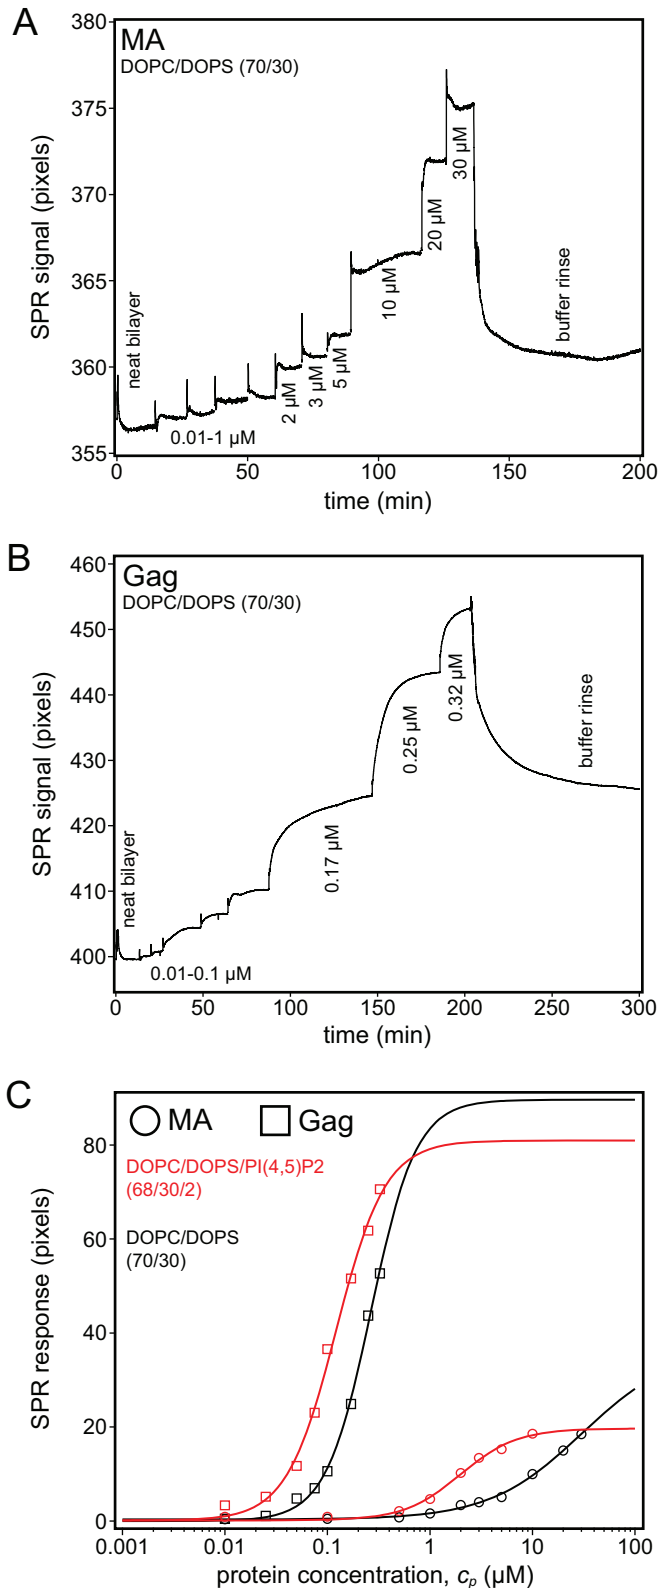 A
MA
DOPC/DOPS (70/30)
SPR signal (pixels)
380
375
370
365
360
355
neat bilayer
0.01-1 µM
2 µM
3 µM
5 µM
10 µM
20 µM
30 µM
buffer rinse
0
50
100
150
200
time (min)
B
Gag
DOPC/DOPS (70/30)
SPR signal (pixels)
460
450
440
430
420
410
400
neat bilayer
0.01-0.1 µM
0.17 µM
0.25 µM
0.32 µM
buffer rinse
0
50
100
150
200
250
300
time (min)
C
MA
Gag
DOPC/DOPS/PI(4,5)P2
(68/30/2)
DOPC/DOPS
(70/30)
SPR response (pixels)
80
60
40
20
0
0.001
0.01
0.1
1
10
100
protein concentration, cp (µM)